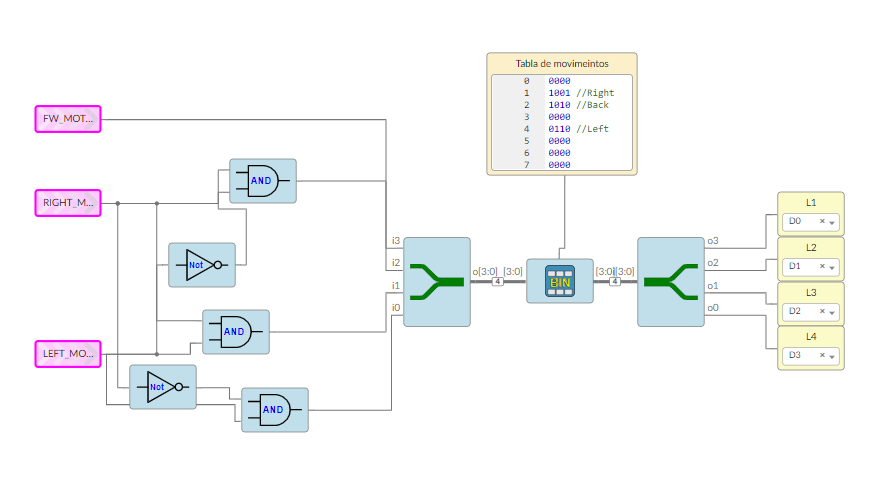 Tabla de movimeintos
0 0000
1 1001 //Right
2 1010 //Back
3 0000
4 0110 //Left
5 0000
6 0000
7 0000
FW_MOT...
AND
RIGHT_M...
Not
AND
LEFT_MO...
Not
AND
i3
i2
i1
i0
o[3:0]
4
[3:0]
BIN
[3:0]
4
[3:0]
o3
o2
o1
o0
L1
D0
L2
D1
L3
D2
L4
D3